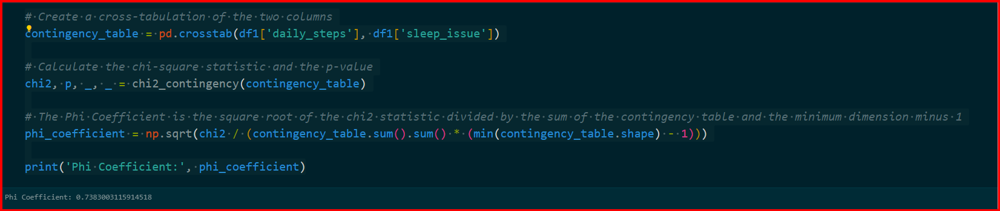 # Create a cross-tabulation of the two columns
contingency_table = pd.crosstab(df1['daily_steps'], df1['sleep_issue'])
# Calculate the chi-square statistic and the p-value
chi2, p, _, _ = chi2_contingency(contingency_table)
# The Phi Coefficient is the square root of the chi2 statistic divided by the sum of the contingency table and the minimum dimension minus 1
phi_coefficient = np.sqrt(chi2 / (contingency_table.sum().sum() * (min(contingency_table.shape) - 1)))
print('Phi Coefficient:', phi_coefficient)
Phi Coefficient: 0.7383003115914518